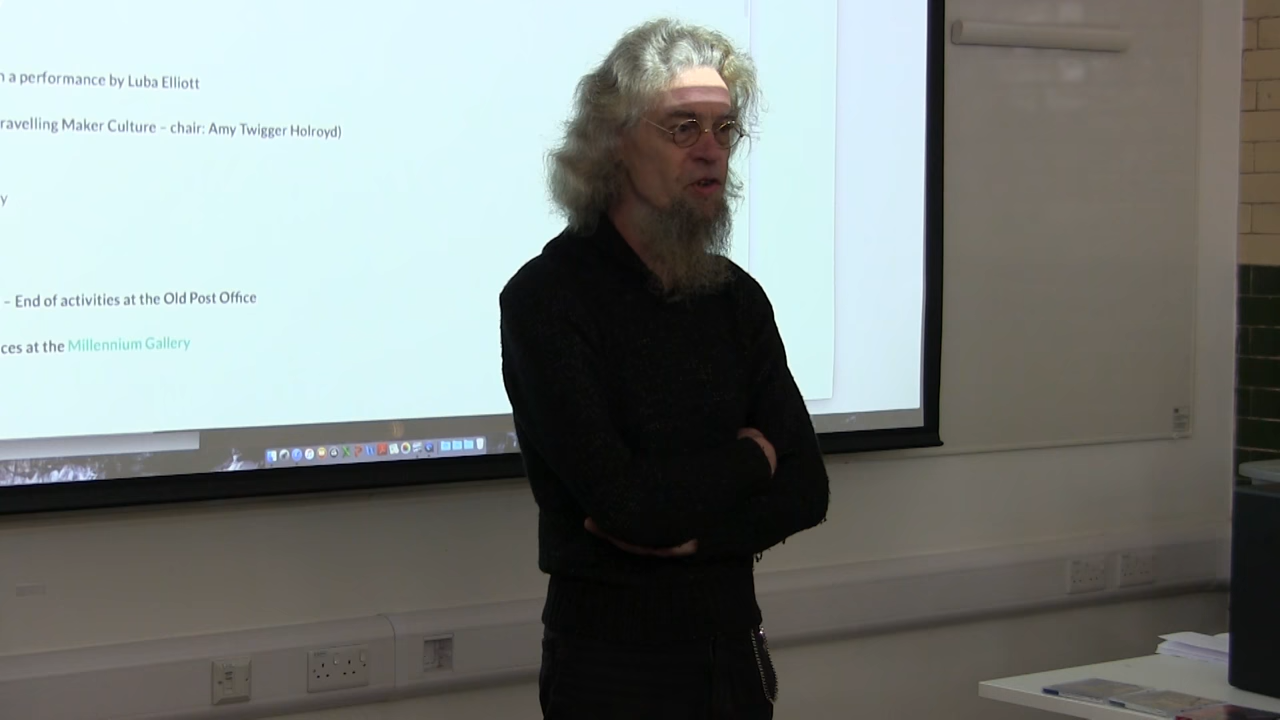 a performance by Luba Elliott
ravelling Maker Culture – chair: Amy Twigger Holroyd)
y
– End of activities at the Old Post Office
ces at the Millennium Gallery